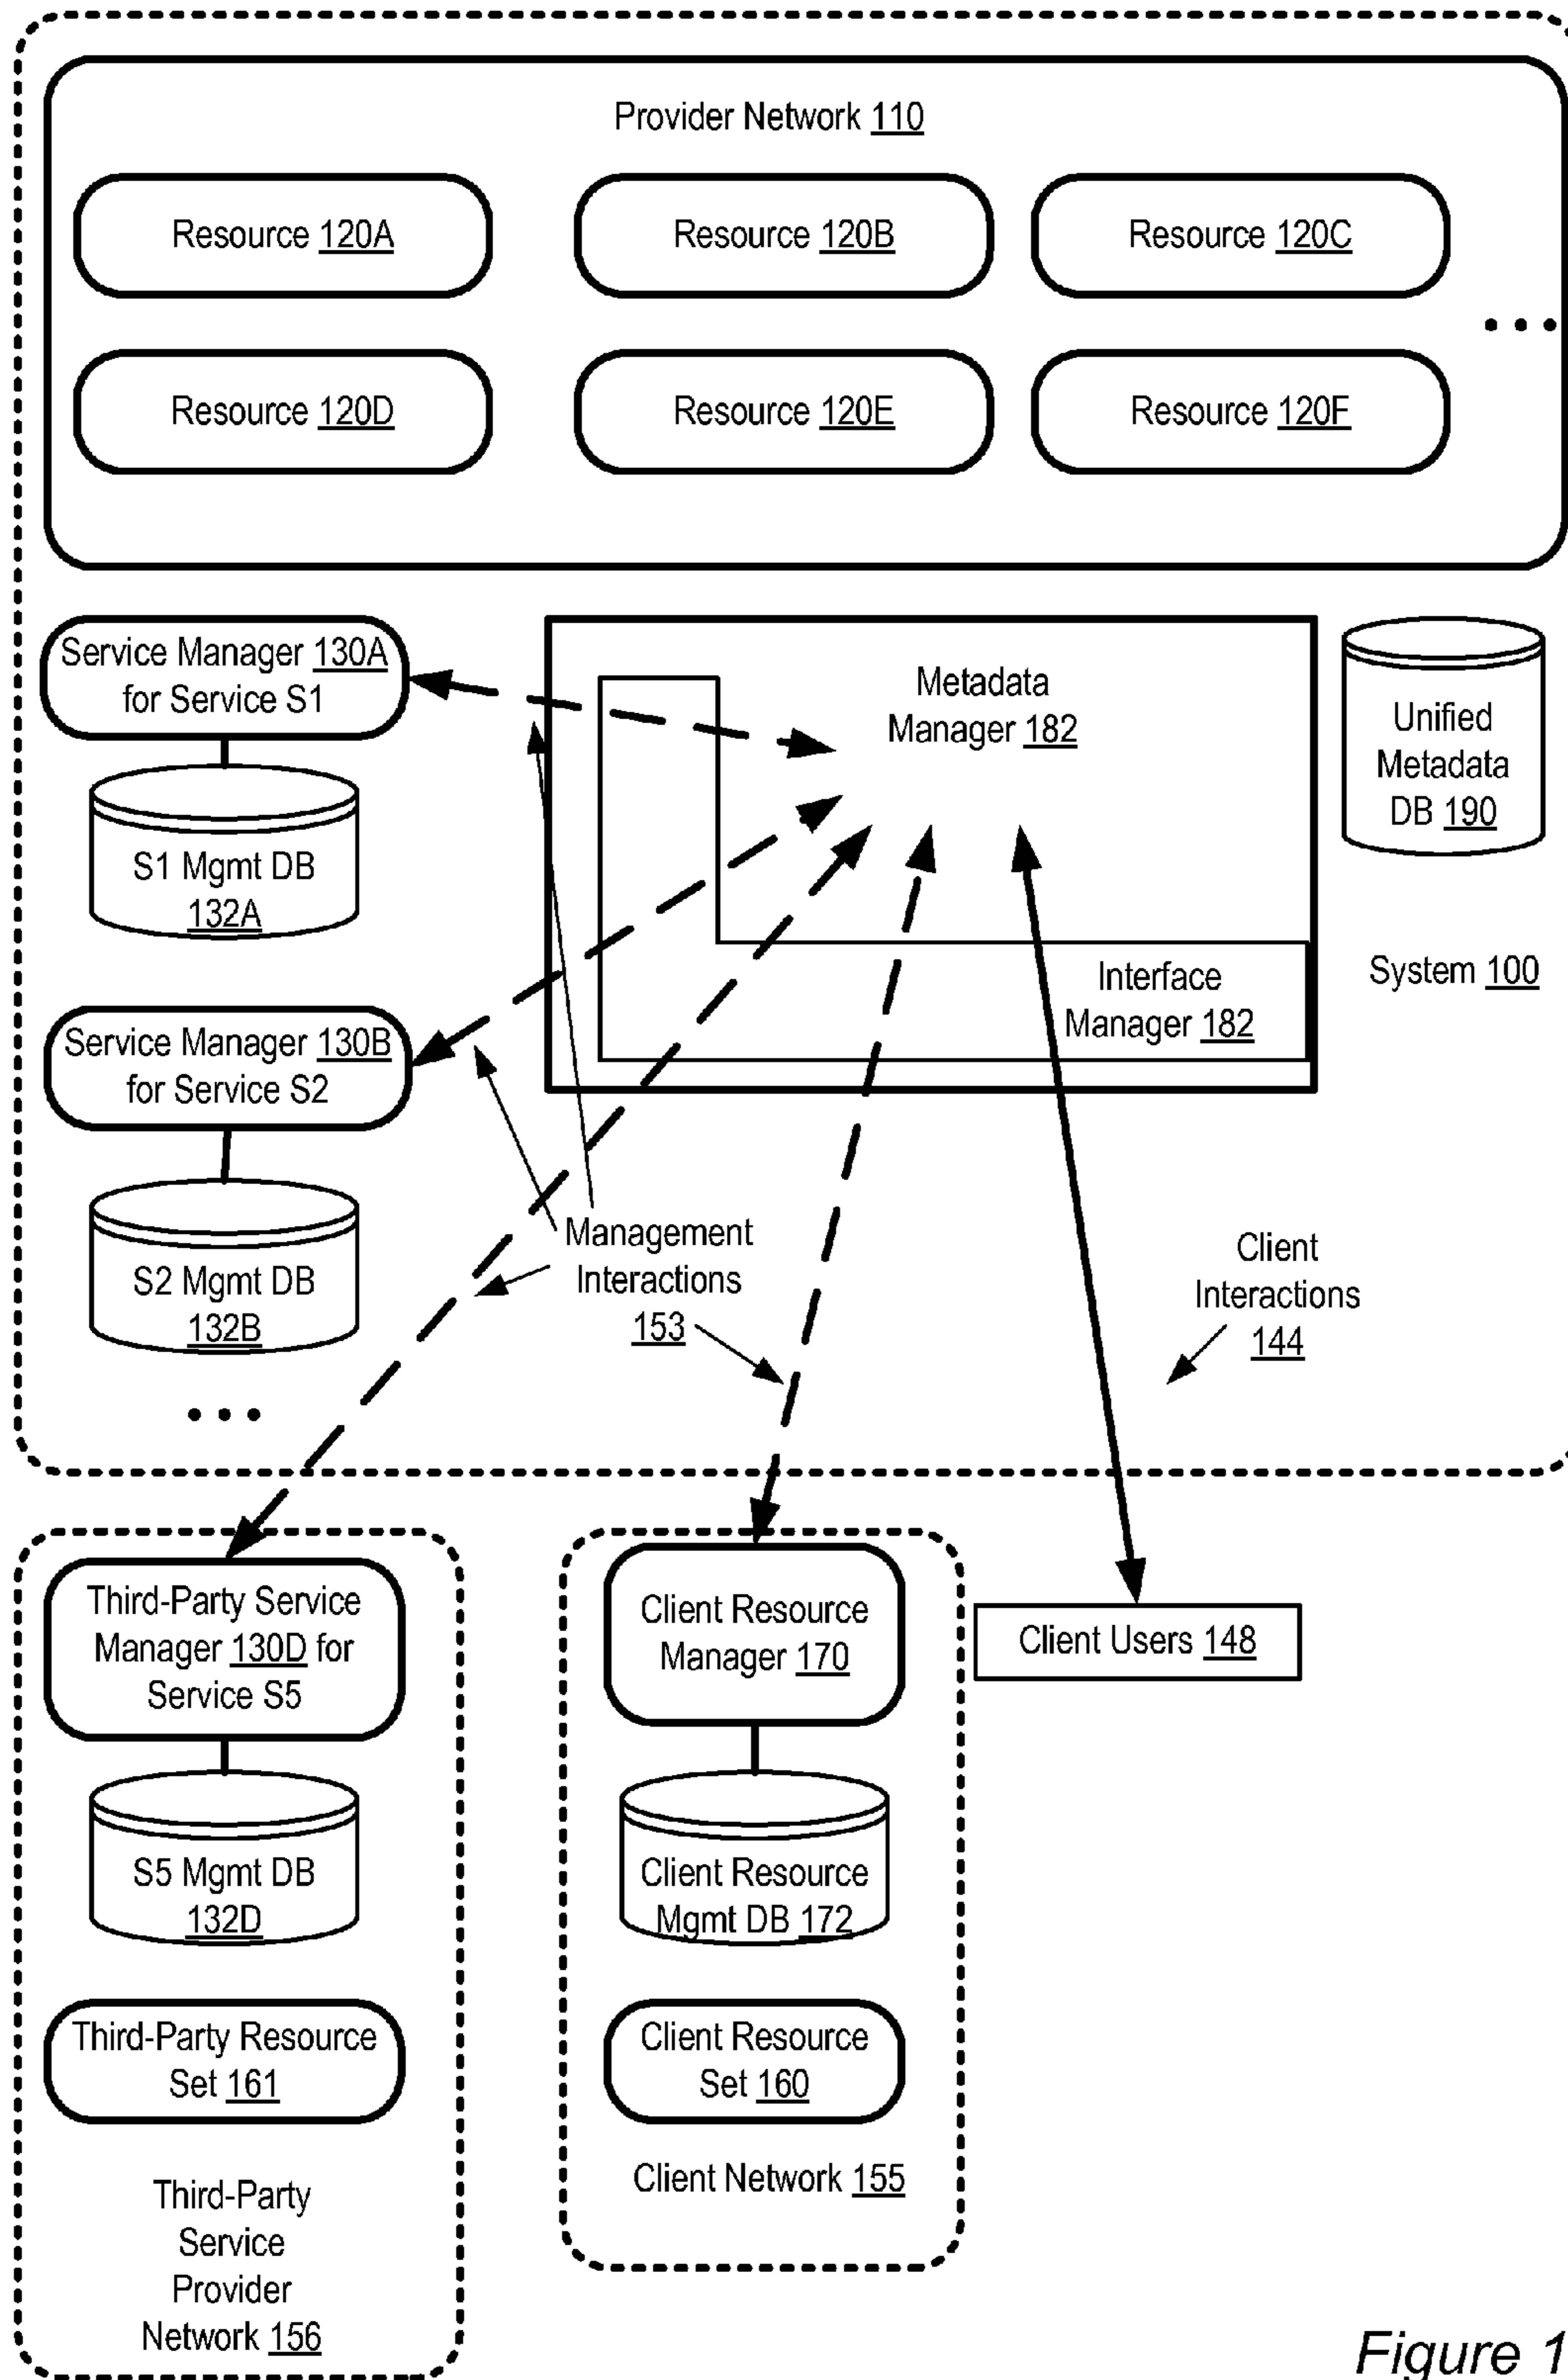 Provider Network 110
Resource 120A
Resource 120B
Resource 120C
...
Resource 120D
Resource 120E
Resource 120F
Service Manager 130A
for Service S1
Metadata
Manager 182
Unified
Metadata
DB 190
S1 Mgmt DB
132A
Interface
Manager 182
System 100
Service Manager 130B
for Service S2
S2 Mgmt DB
132B
...
Management
Interactions
153
Client
Interactions
144
Third-Party Service
Manager 130D for
Service S5
Client Resource
Manager 170
Client Users 148
S5 Mgmt DB
132D
Client Resource
Mgmt DB 172
Third-Party Resource
Set 161
Client Resource
Set 160
Client Network 155
Third-Party
Service
Provider
Network 156
Figure 1